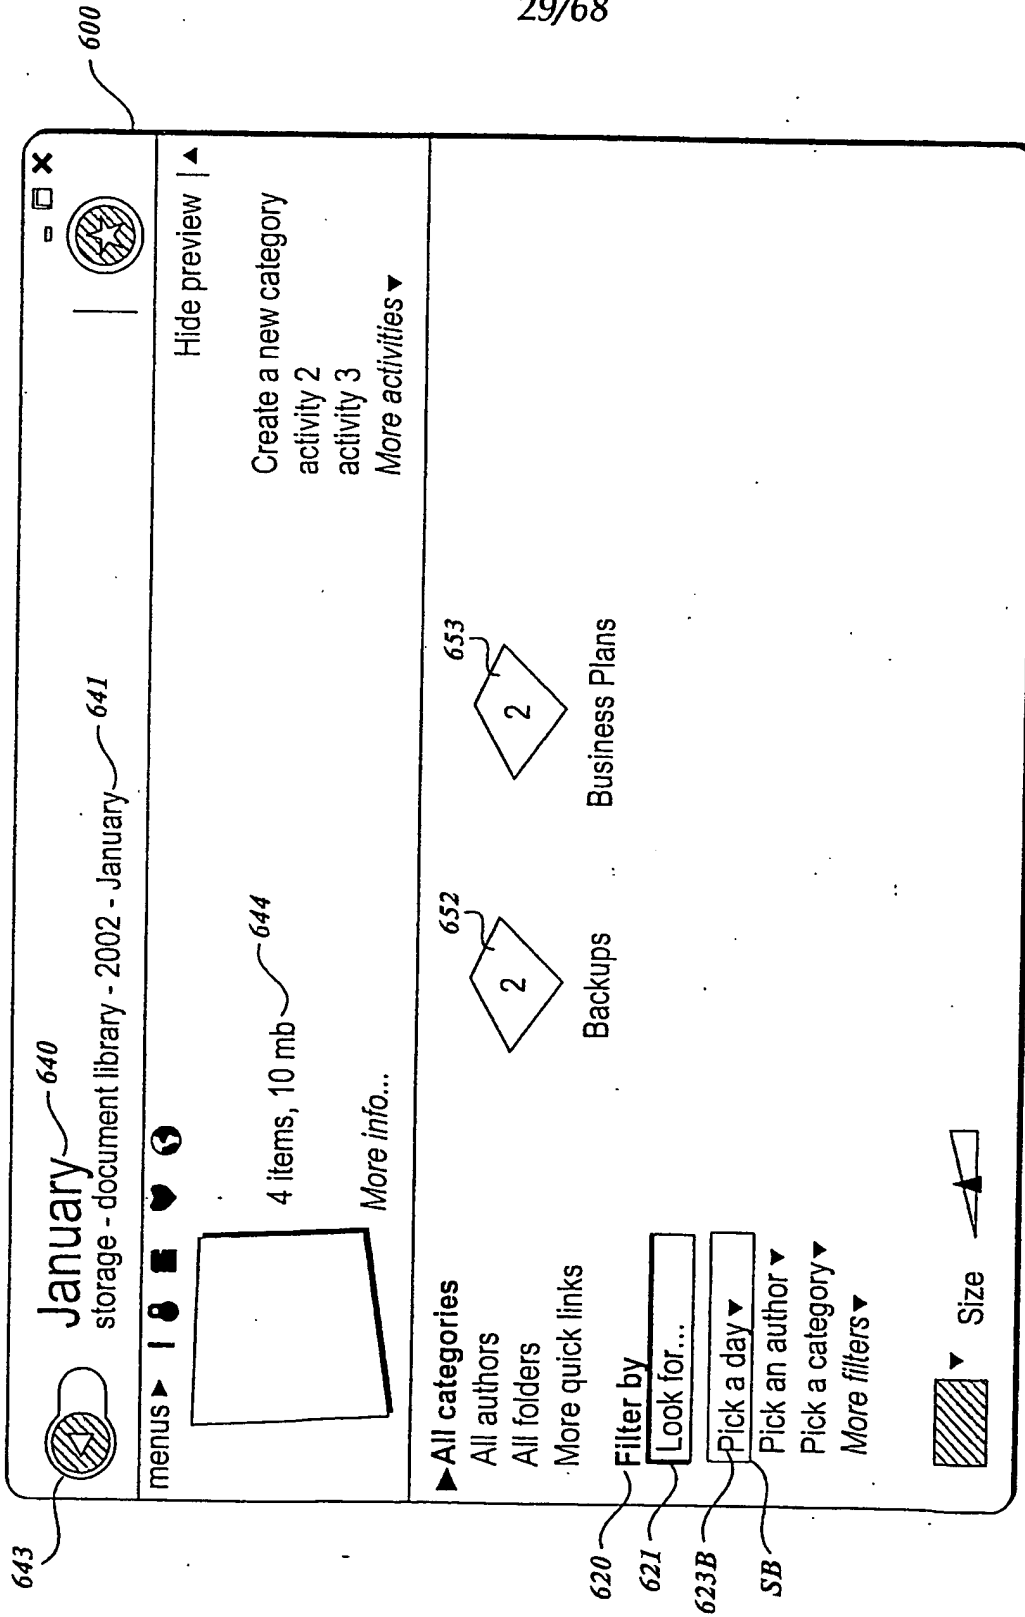 29/68
600
January 640
storage - document library - 2002 - January 641
643
menus
Hide preview
4 items, 10 mb 644
More info...
Create a new category
activity 2
activity 3
More activities
All categories
All authors
All folders
More quick links
652
2
Backups
653
2
Business Plans
620 Filter by
621 Look for...
623B Pick a day
SB
Pick an author
Pick a category
More filters
Size